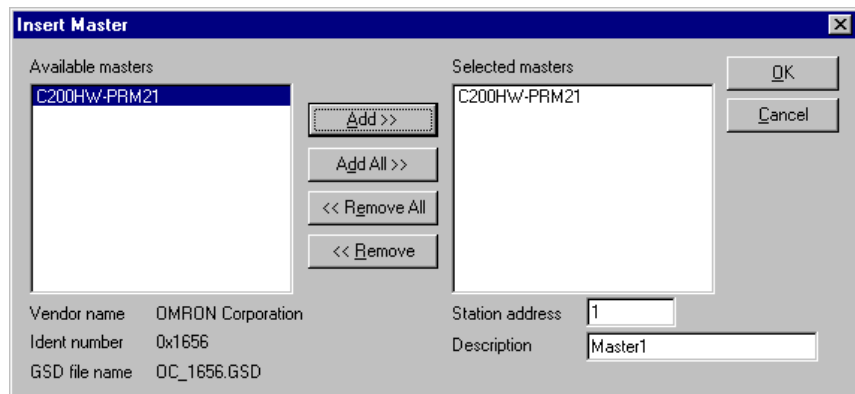 Insert Master
Available masters
C200HW-PRM21
Add >>
Add All >>
<< Remove All
<< Remove
Selected masters
C200HW-PRM21
OK
Cancel
Vendor name OMRON Corporation
Ident number 0x1656
GSD file name OC_1656.GSD
Station address 1
Description Master1